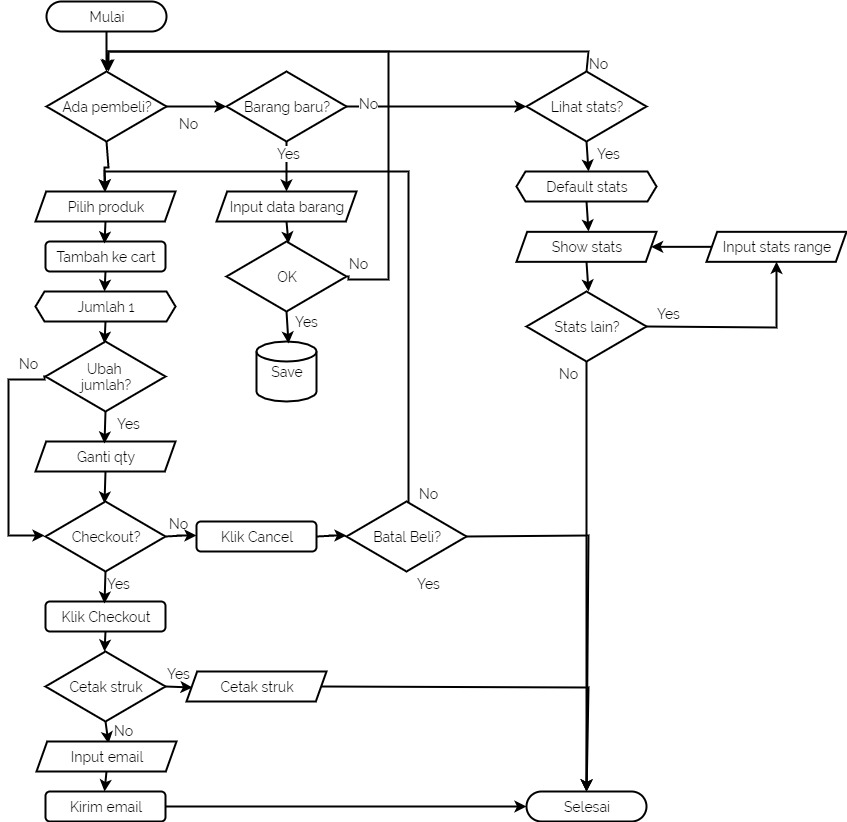 Mulai
No
Ada pembeli?
Barang baru?
No
Lihat stats?
No
Yes
Yes
Default stats
Pilih produk
Input data barang
Show stats
Input stats range
Tambah ke cart
OK
No
Jumlah 1
Yes
Stats lain?
Yes
No
Ubah
jumlah?
Save
No
Yes
Ganti qty
No
Checkout?
No
Klik Cancel
Batal Beli?
Yes
Yes
Klik Checkout
Cetak struk
Yes
Cetak struk
No
Input email
Kirim email
Selesai